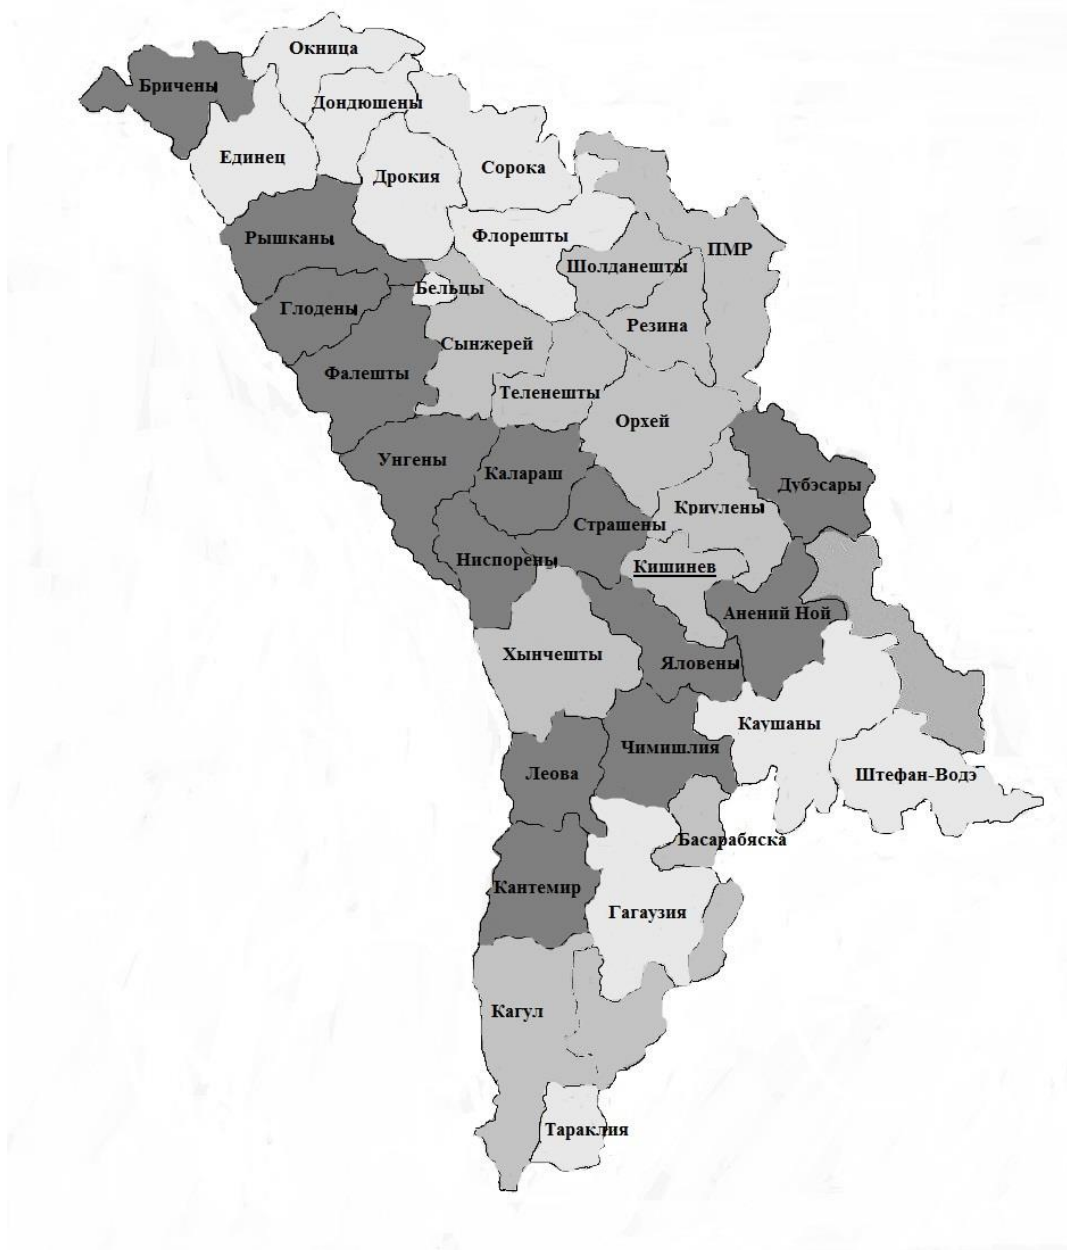 Окница
Бричены
Дондюшены
Единец
Сорока
Дрокия
Флорешты
Рышканы
ПМР
Шолданешты
Бельцы
Глодены
Резина
Сынжерей
Фалешты
Теленешты
Орхей
Унгены
Калараш
Дубэсары
Криулены
Страшены
Ниспорены
Кишинев
Анений Ной
Хынчешты
Яловены
Каушаны
Чимишлия
Леова
Штефан-Водэ
Басарабяска
Кантемир
Гагаузия
Кагул
Тараклия